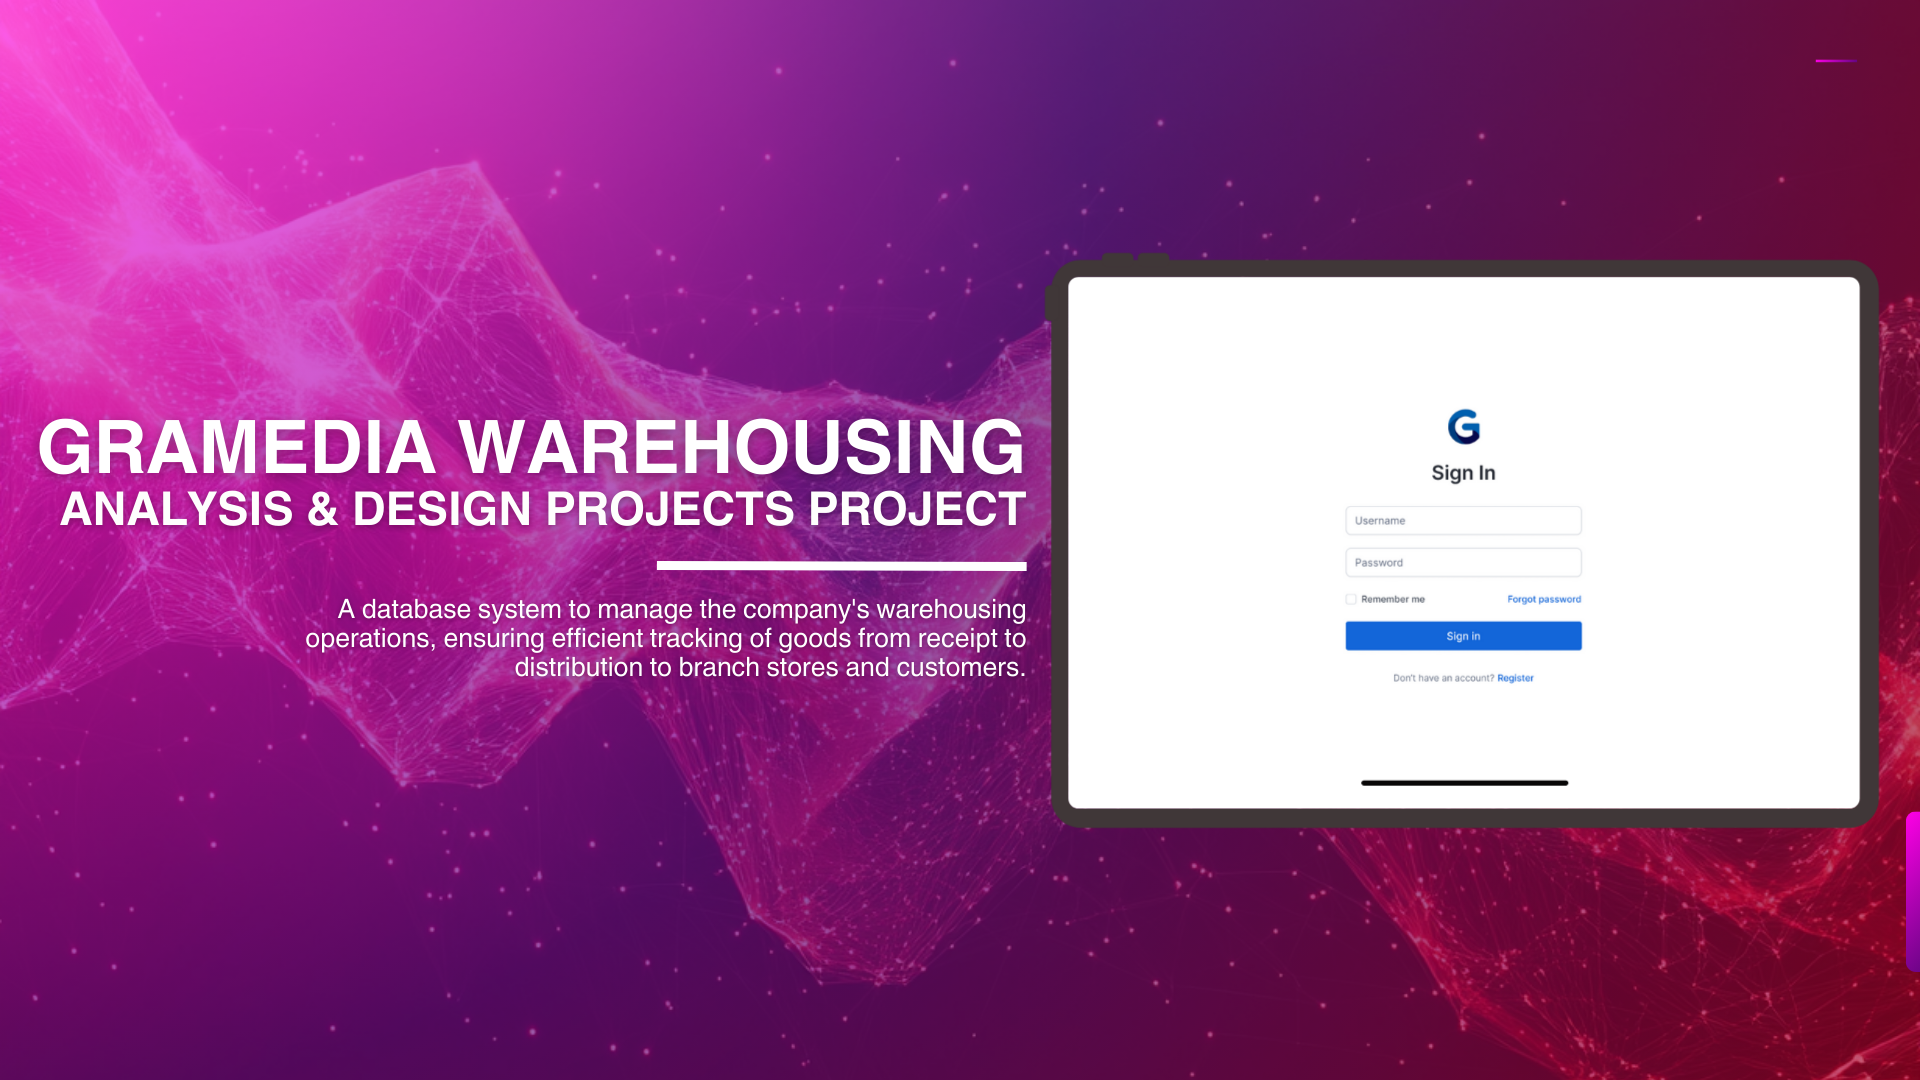 GRAMEDIA WAREHOUSING
ANALYSIS & DESIGN PROJECTS PROJECT
A database system to manage the company's warehousing
operations, ensuring efficient tracking of goods from receipt to
distribution to branch stores and customers.
G
Sign In
Username
Password
Remember me Forgot password
Sign in
Don't have an account? Register